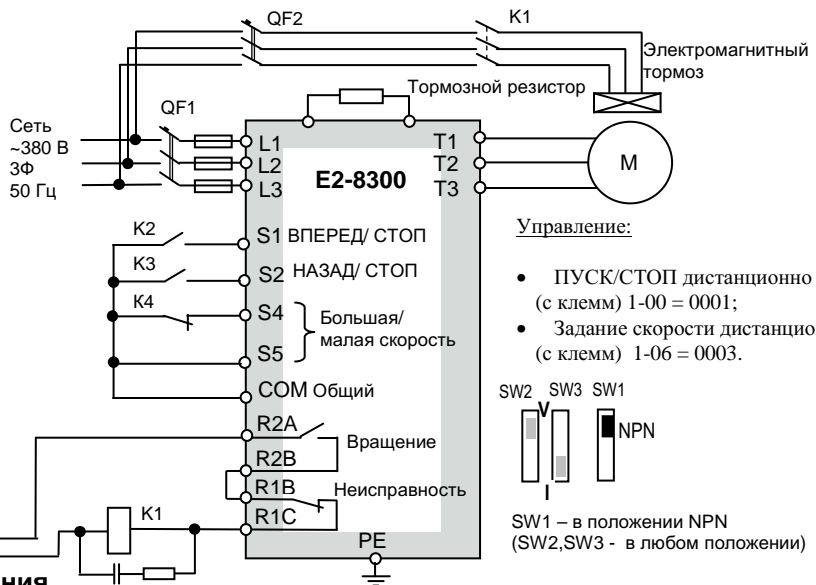 QF2
K1
Электромагнитный
тормоз
Тормозной резистор
QF1
Сеть
~380 В
3Ф
50 Гц
L1
L2
L3
E2-8300
T1
T2
T3
M
K2
S1 ВПЕРЕД/ СТОП
K3
S2 НАЗАД/ СТОП
K4
S4
Большая/
малая скорость
S5
COM Общий
R2A
Вращение
R2B
R1B
Неисправность
R1C
K1
PE
Управление:
• ПУСК/СТОП дистанционно
(с клемм) 1-00 = 0001;
• Задание скорости дистанцио
(с клемм) 1-06 = 0003.
SW2 SW3 SW1
V
NPN
I
SW1 – в положении NPN
(SW2,SW3 - в любом положении)